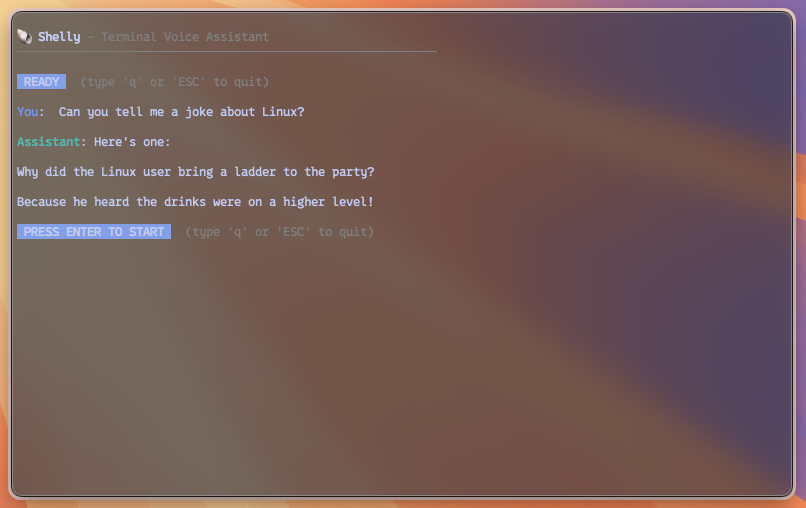 Shelly – Terminal Voice Assistant
READY (type 'q' or 'ESC' to quit)
You: Can you tell me a joke about Linux?
Assistant: Here's one:
Why did the Linux user bring a ladder to the party?
Because he heard the drinks were on a higher level!
PRESS ENTER TO START (type 'q' or 'ESC' to quit)